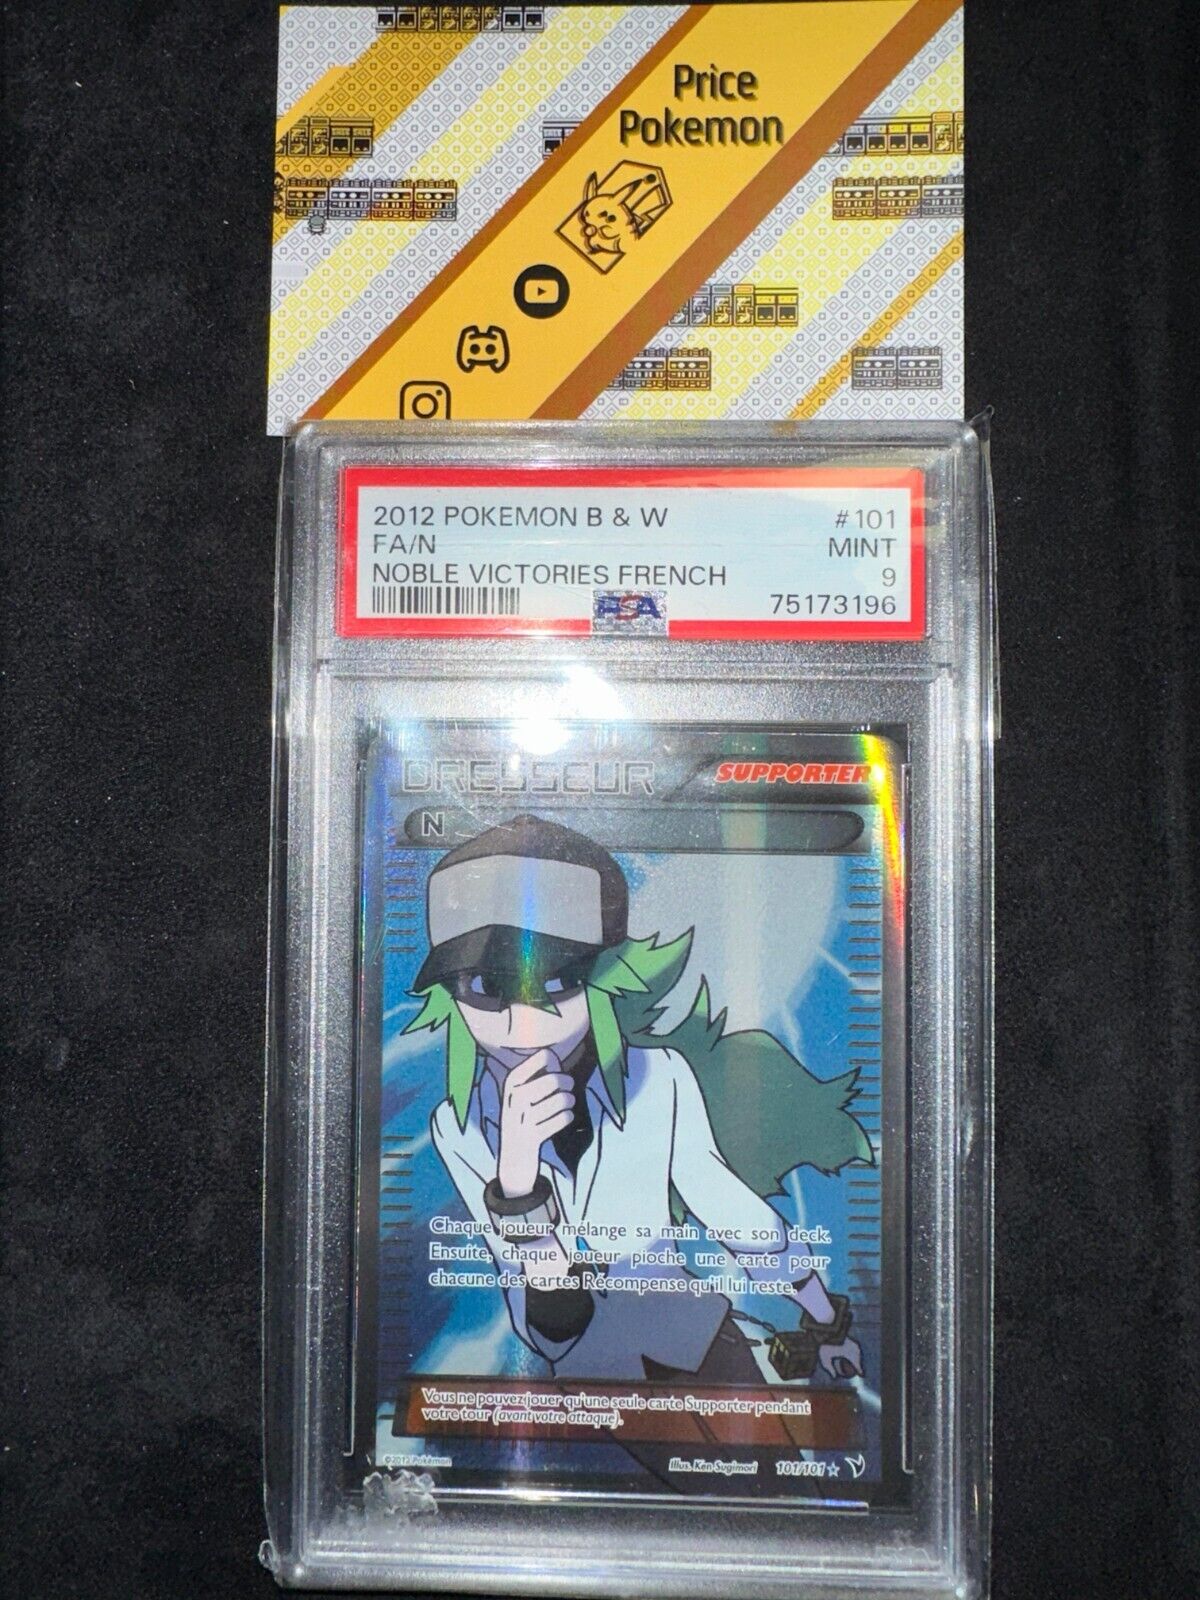 Price
Pokemon
2012 POKEMON B & W #101
FA/N MINT
NOBLE VICTORIES FRENCH 9
PSA 75173196
DRESSEUR SUPPORTER
N
Chaque joueur mélange sa main avec son deck.
Ensuite, chaque joueur pioche une carte pour
chacune des cartes Récompense qu'il lui reste.
Vous ne pouvez jouer qu'une seule carte Supporter pendant
votre tour (avant votre attaque).
©2012 Pokémon Illus. Ken Sugimori 101/101